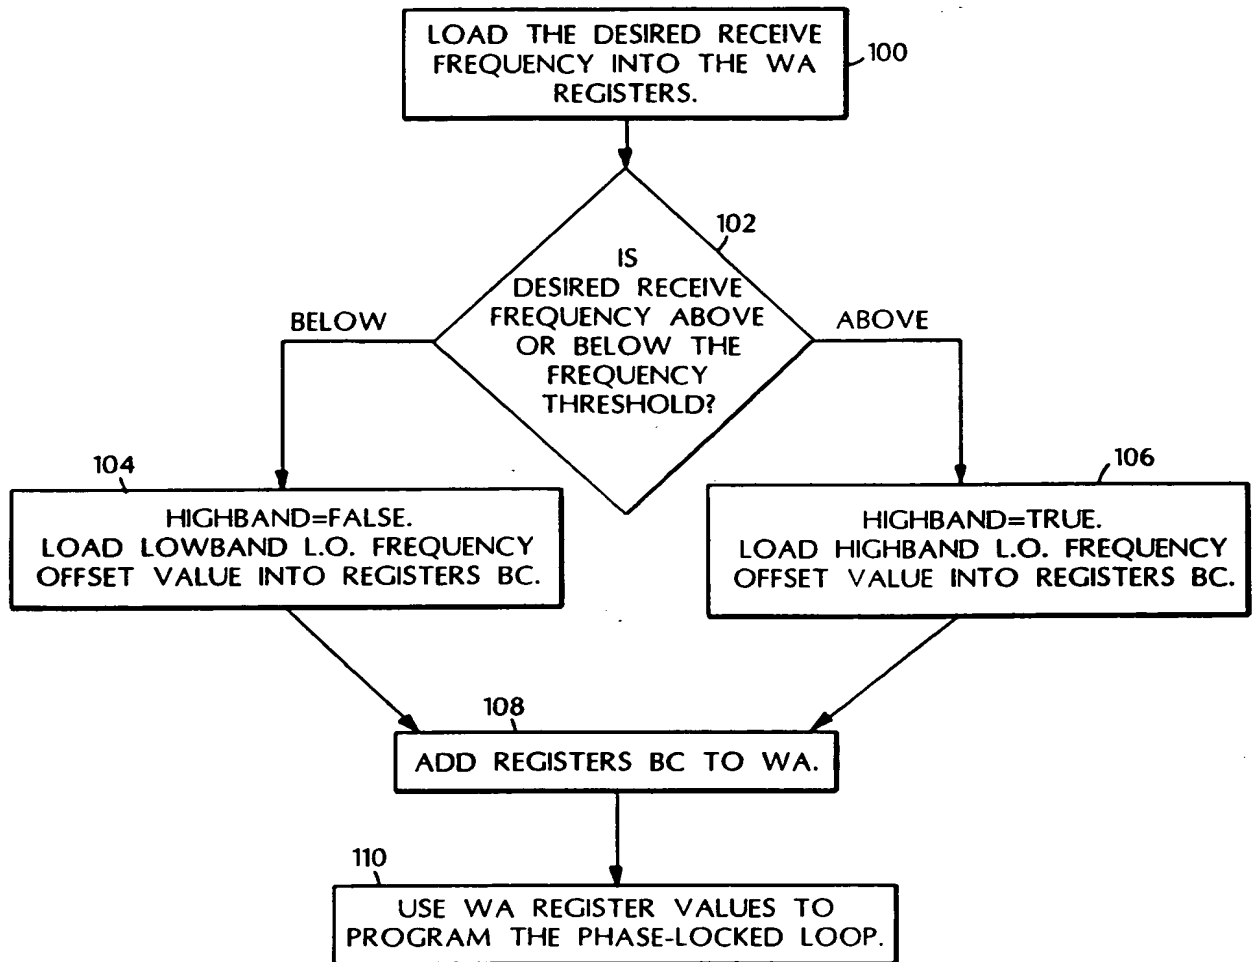 LOAD THE DESIRED RECEIVE
FREQUENCY INTO THE WA
REGISTERS.
100
102
IS
DESIRED RECEIVE
FREQUENCY ABOVE
OR BELOW THE
FREQUENCY
THRESHOLD?
BELOW
ABOVE
104
HIGHBAND=FALSE.
LOAD LOWBAND L.O. FREQUENCY
OFFSET VALUE INTO REGISTERS BC.
106
HIGHBAND=TRUE.
LOAD HIGHBAND L.O. FREQUENCY
OFFSET VALUE INTO REGISTERS BC.
108
ADD REGISTERS BC TO WA.
110
USE WA REGISTER VALUES TO
PROGRAM THE PHASE-LOCKED LOOP.